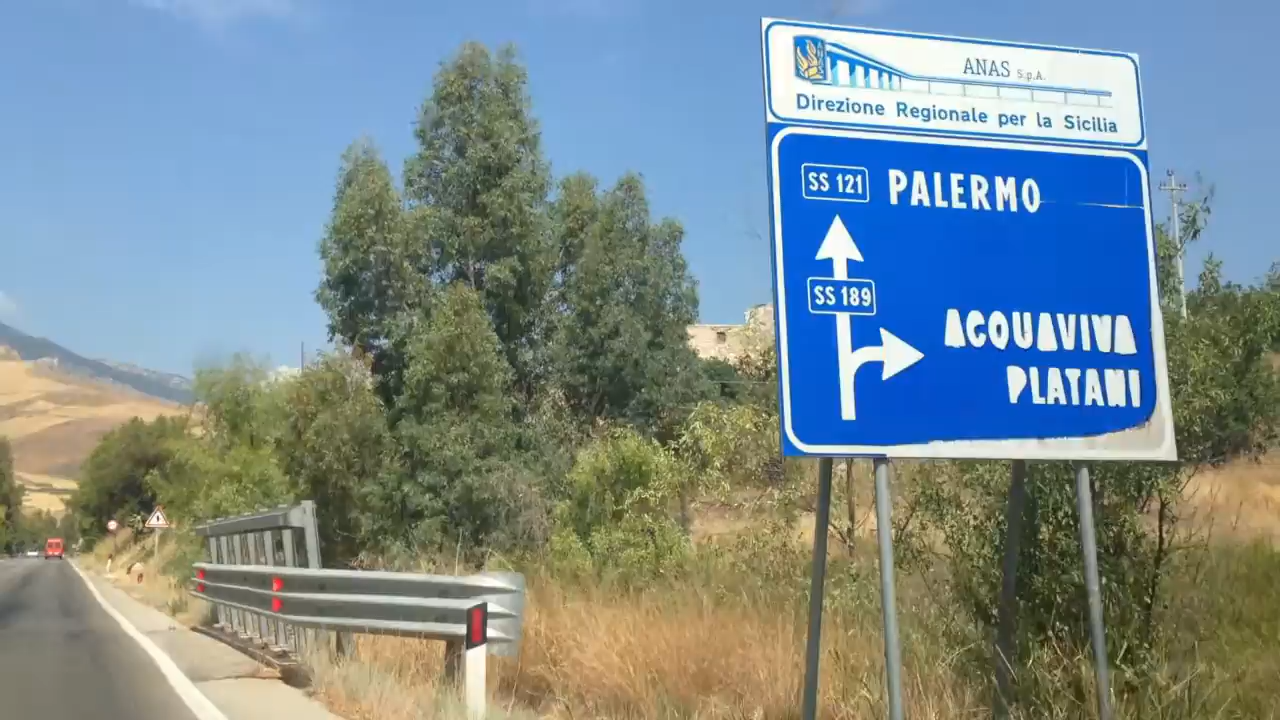 ANAS S.p.A.
Direzione Regionale per la Sicilia
SS 121 PALERMO
SS 189
ACQUAVIVA
PLATANI